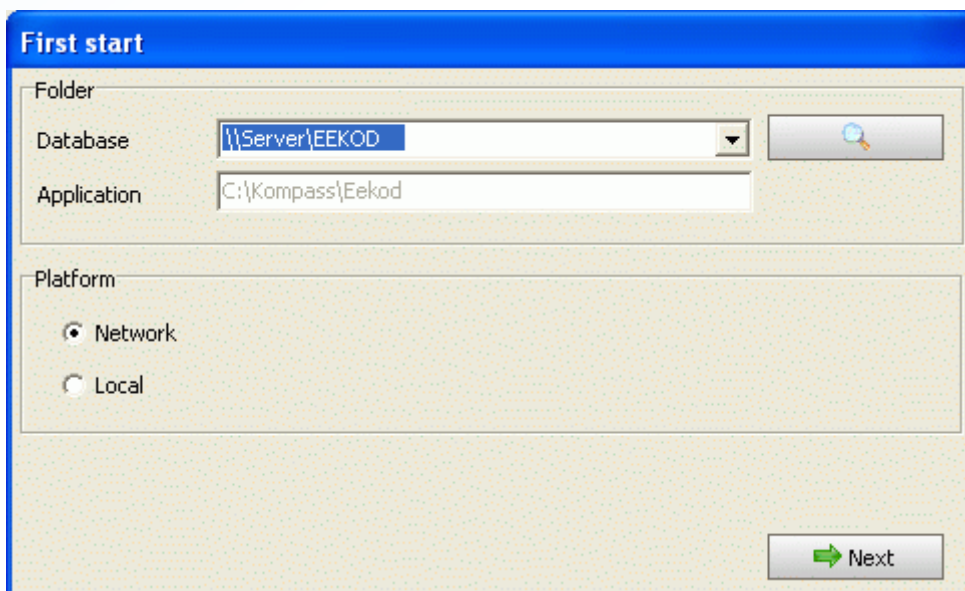 First start
Folder
Database
\\Server\EEKOD
Application
C:\Kompass\Eekod
Platform
Network
Local
Next